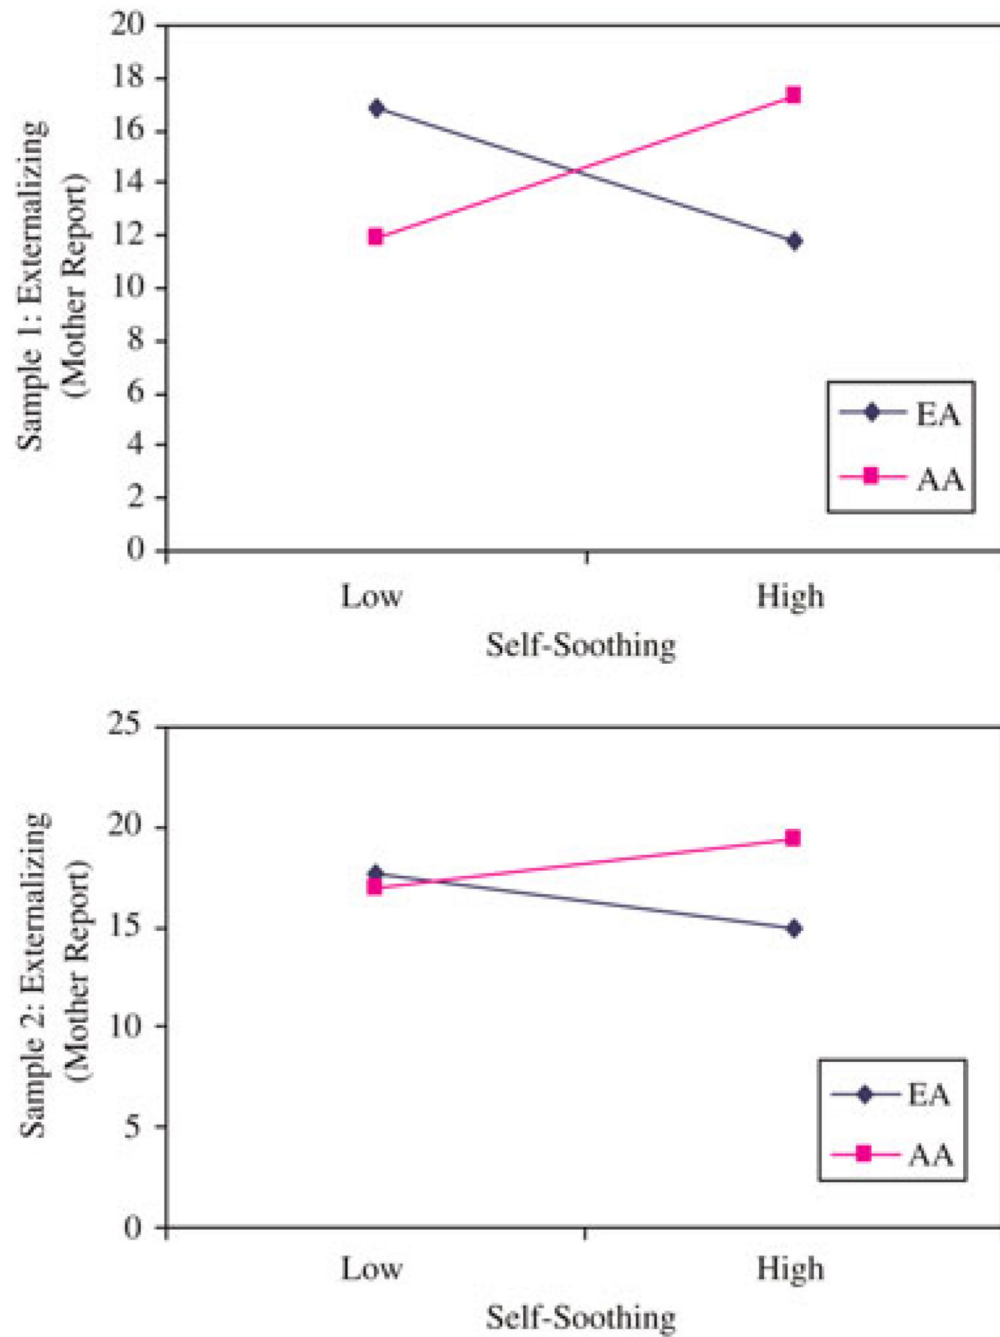 20
18
16
14
12
10
8
6
4
2
0
Sample 1: Externalizing
(Mother Report)
EA
AA
Low High
Self-Soothing
25
20
15
10
5
0
Sample 2: Externalizing
(Mother Report)
EA
AA
Low High
Self-Soothing